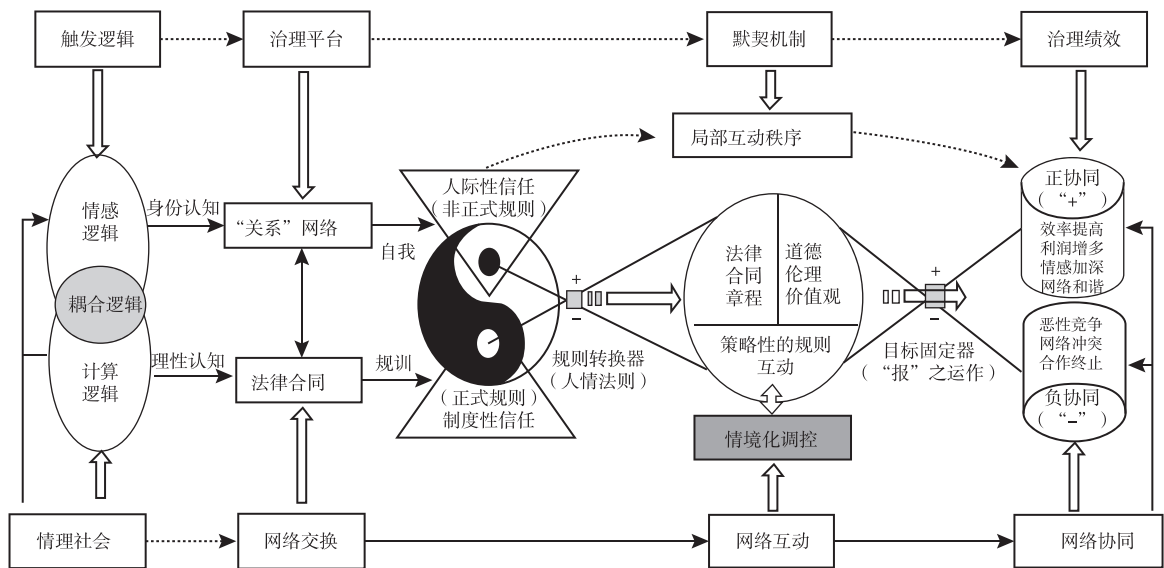 触发逻辑
治理平台
默契机制
治理绩效
局部互动秩序
情感
逻辑
耦合逻辑
计算
逻辑
身份认知
理性认知
“关系”网络
法律合同
自我
规训
人际性信任
（非正式规则）
（正式规则）
制度性信任
+
−
规则转换器
（人情法则）
法律
合同
章程
道德
伦理
价值观
策略性的规则
互动
情境化调控
+
−
目标固定器
（“报”之运作）
正协同
（“+”）
效率提高
利润增多
情感加深
网络和谐
恶性竞争
网络冲突
合作终止
负协同
（“−”）
情理社会
网络交换
网络互动
网络协同